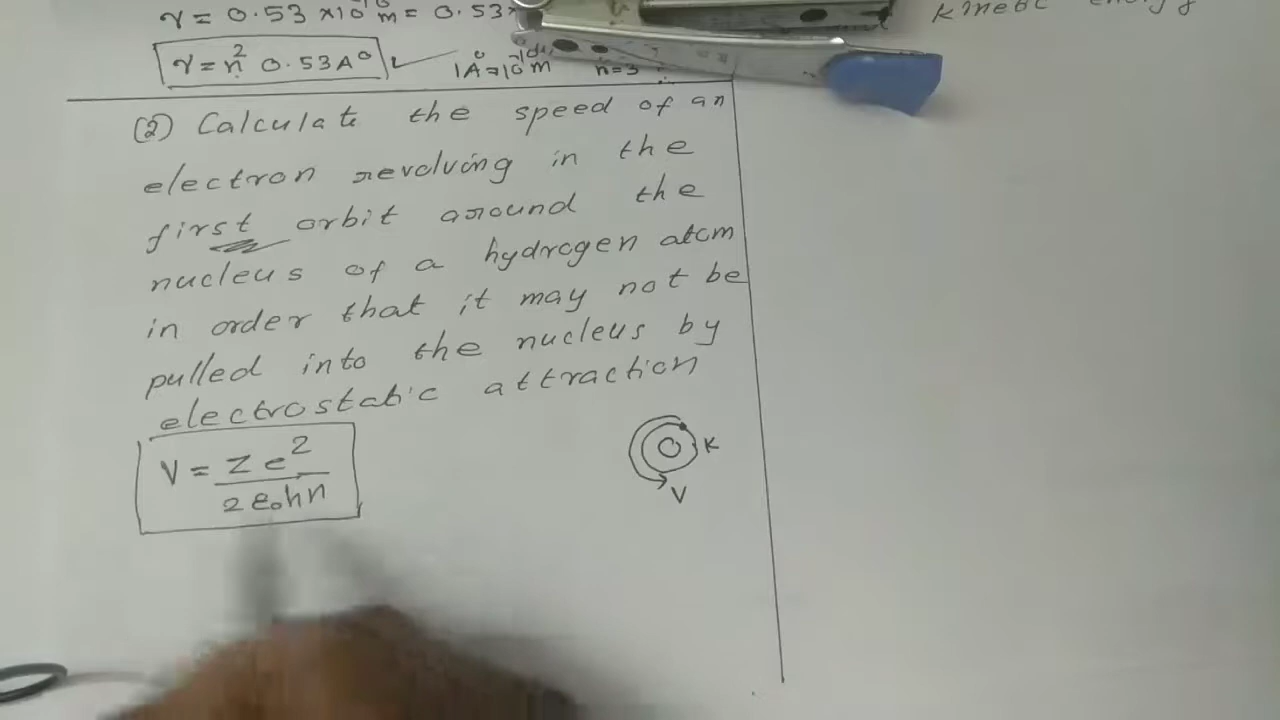 r = 0.53 x10 m = 0.53
Kinetic energy
r = n² 0.53A° 1A° = 10 m n=3
(2) Calculate the speed of an
electron revolving in the
first orbit around the
nucleus of a hydrogen atom
in order that it may not be
pulled into the nucleus by
electrostatic attraction
V = Ze² / 2ε₀hn
K
V